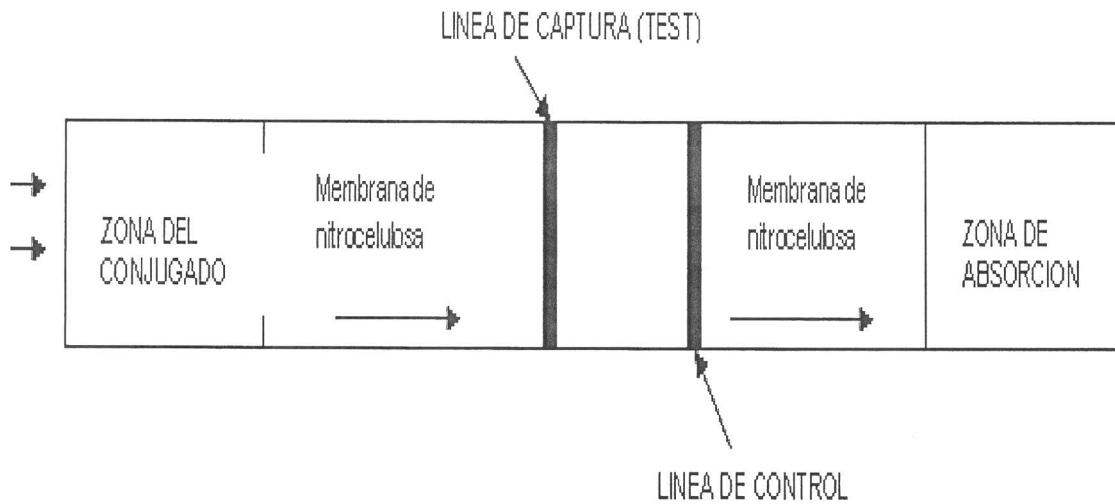 LINEA DE CAPTURA (TEST)
ZONA DEL
CONJUGADO
Membrana de
nitrocelulosa
Membrana de
nitrocelulosa
ZONA DE
ABSORCION
LINEA DE CONTROL